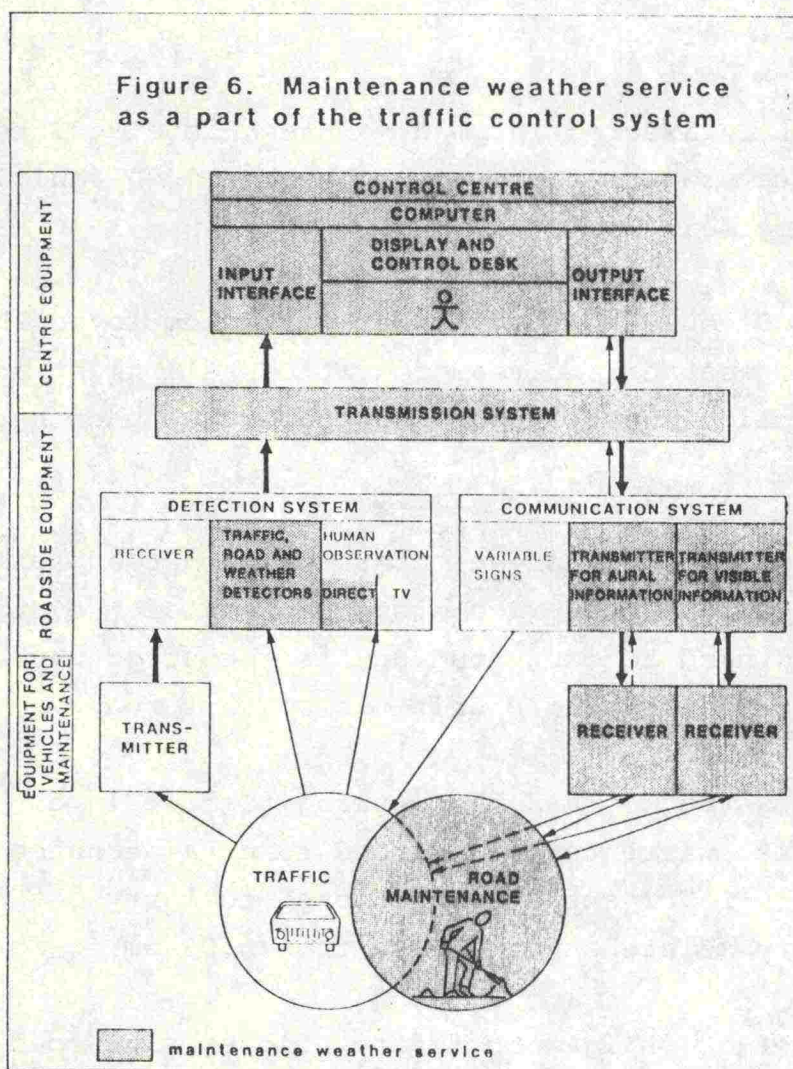 Figure 6. Maintenance weather service
as a part of the traffic control system
CENTRE EQUIPMENT
CONTROL CENTRE
COMPUTER
INPUT
INTERFACE
DISPLAY AND
CONTROL DESK
OUTPUT
INTERFACE
TRANSMISSION SYSTEM
ROADSIDE EQUIPMENT
DETECTION SYSTEM
RECEIVER
TRAFFIC,
ROAD AND
WEATHER
DETECTORS
HUMAN
OBSERVATION
DIRECT
TV
COMMUNICATION SYSTEM
VARIABLE
SIGNS
TRANSMITTER
FOR AURAL
INFORMATION
TRANSMITTER
FOR VISIBLE
INFORMATION
EQUIPMENT FOR
VEHICLES AND
MAINTENANCE
TRANS-
MITTER
RECEIVER
RECEIVER
TRAFFIC
ROAD
MAINTENANCE
maintenance weather service